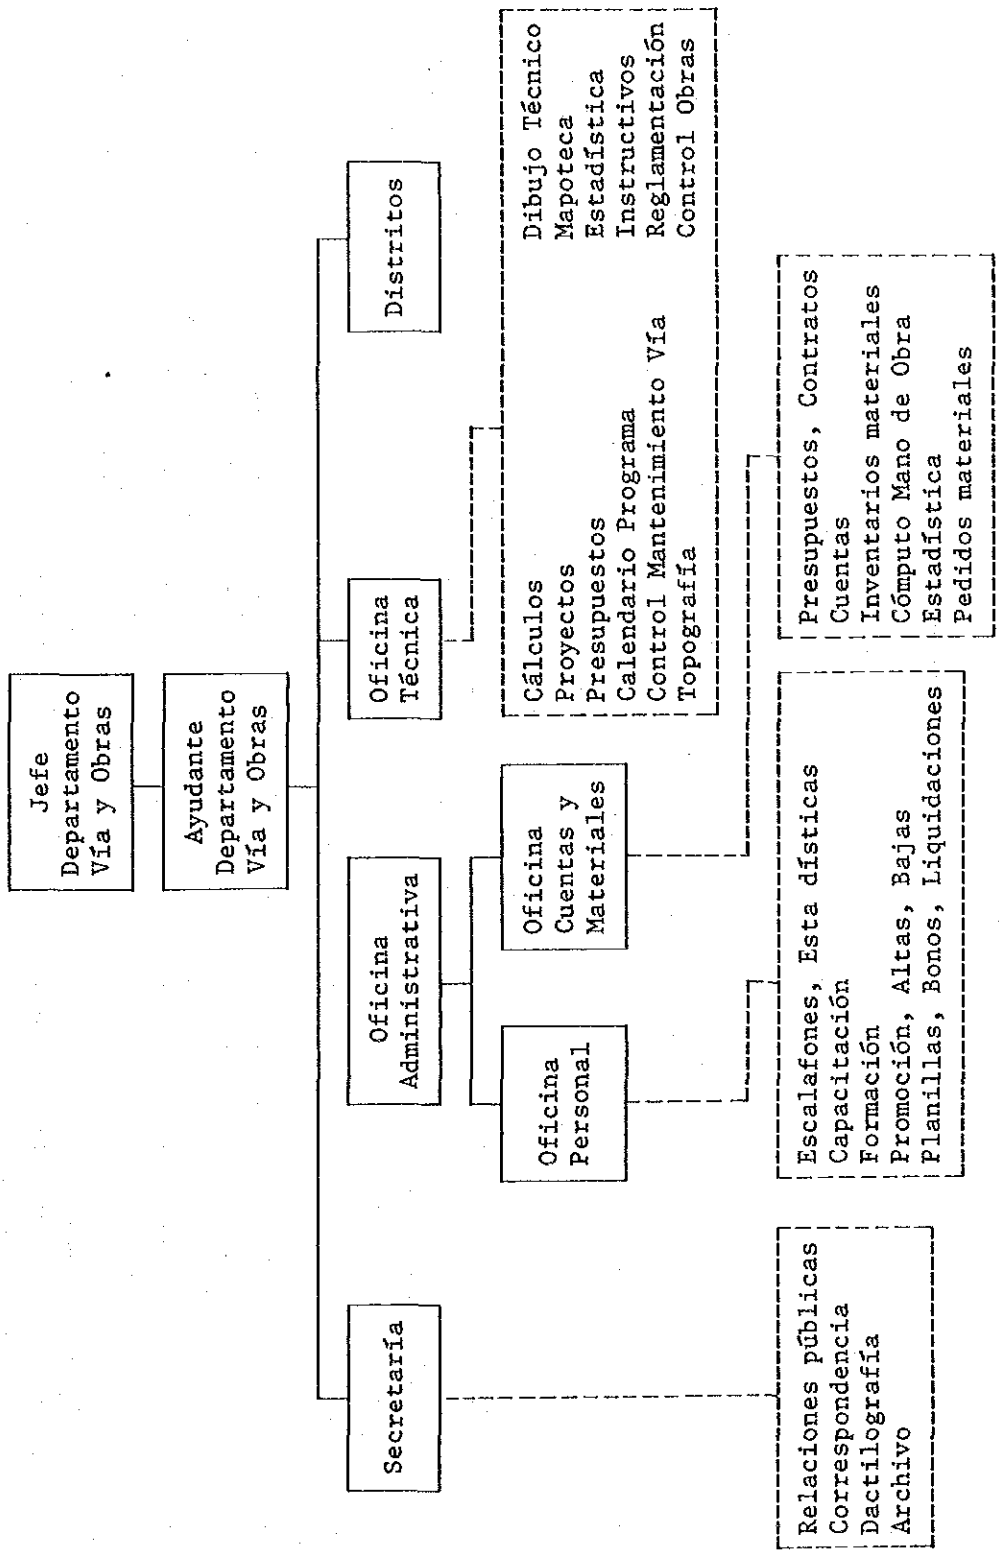 Jefe
Departamento
Vía y Obras
Ayudante
Departamento
Vía y Obras
Secretaría
Oficina
Administrativa
Oficina
Técnica
Distritos
Oficina
Personal
Oficina
Cuentas y
Materiales
Cálculos
Proyectos
Presupuestos
Calendario Programa
Control Mantenimiento Vía
Topografía
Dibujo Técnico
Mapoteca
Estadística
Instructivos
Reglamentación
Control Obras
Relaciones públicas
Correspondencia
Dactilografía
Archivo
Escalafones, Esta dísticas
Capacitación
Formación
Promoción, Altas, Bajas
Planillas, Bonos, Liquidaciones
Presupuestos, Contratos
Cuentas
Inventarios materiales
Cómputo Mano de Obra
Estadística
Pedidos materiales